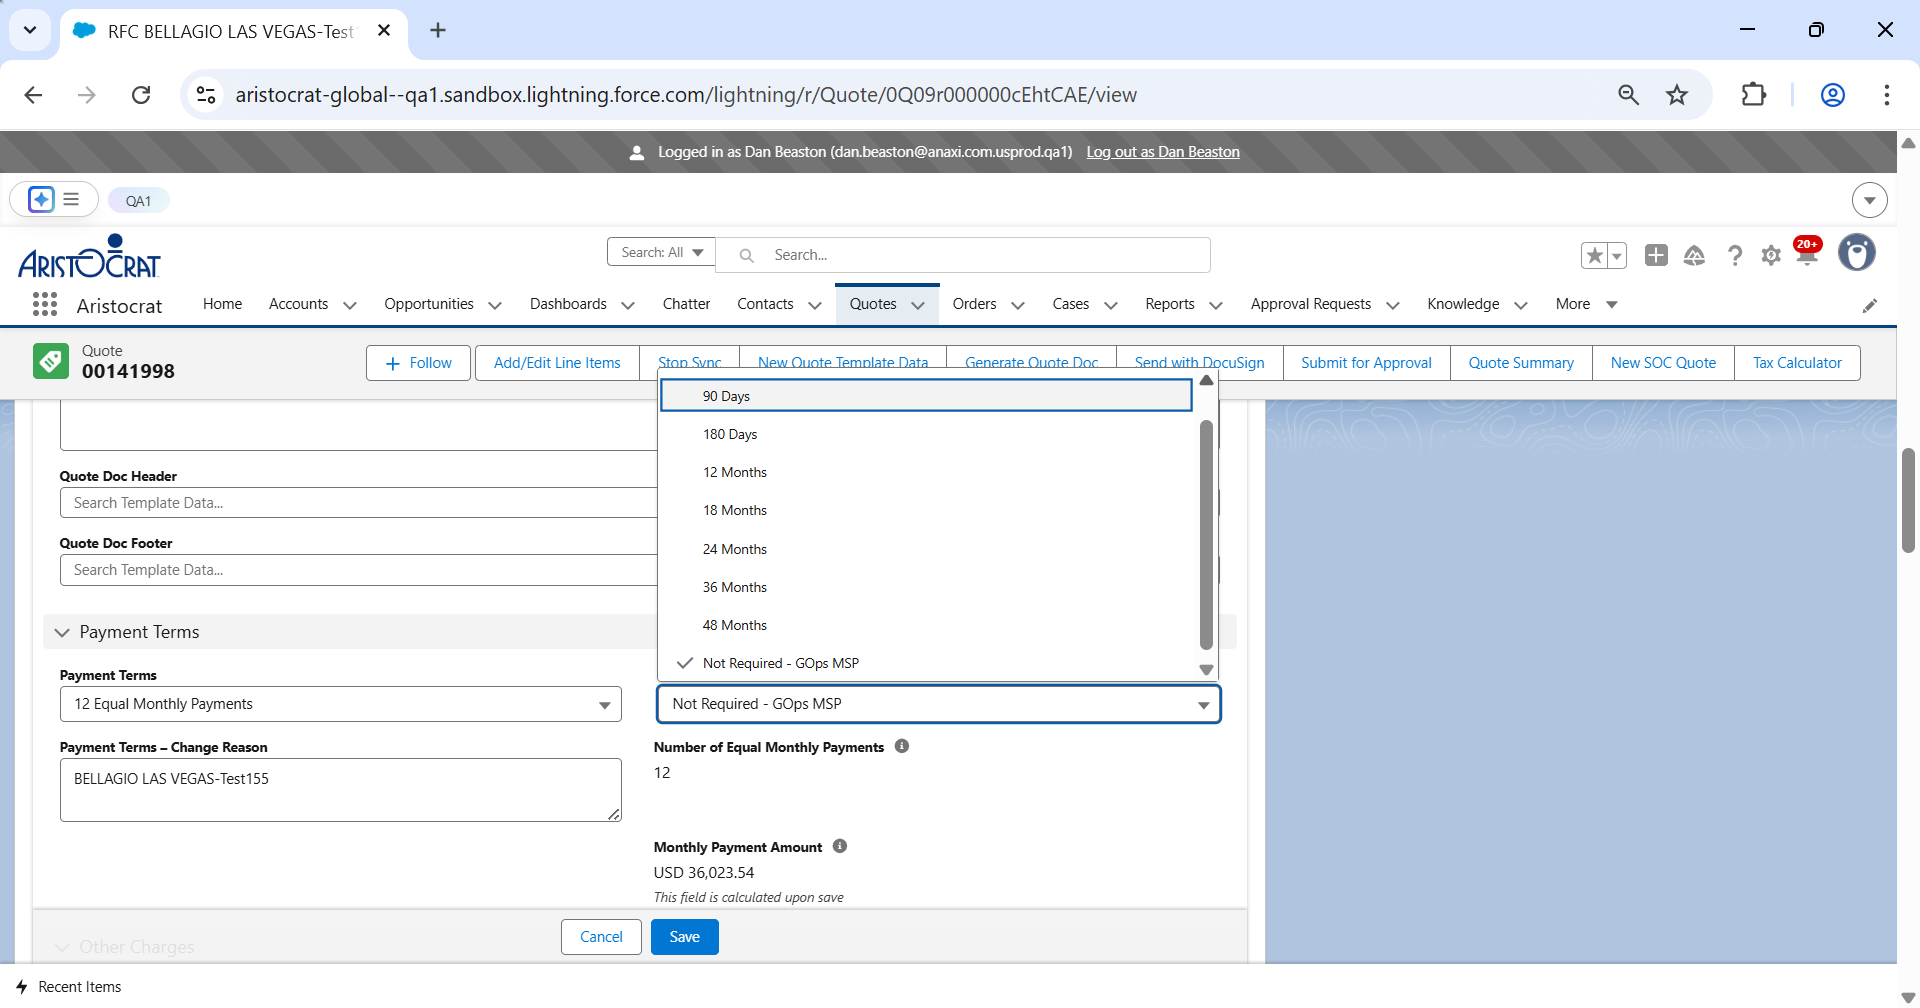 RFC BELLAGIO LAS VEGAS-Test
aristocrat-global--qa1.sandbox.lightning.force.com/lightning/r/Quote/0Q09r000000cEhtCAE/view
Logged in as Dan Beaston (dan.beaston@anaxi.com.usprod.qa1) Log out as Dan Beaston
QA1
ARISTOCRAT
Search: All
Search...
20+
Aristocrat
Home Accounts Opportunities Dashboards Chatter Contacts Quotes Orders Cases Reports Approval Requests Knowledge More
Quote
00141998
Follow Add/Edit Line Items Stop Sync New Quote Template Data Generate Quote Doc Send with DocuSign Submit for Approval Quote Summary New SOC Quote Tax Calculator
90 Days
180 Days
12 Months
18 Months
24 Months
36 Months
48 Months
Not Required - GOps MSP
Quote Doc Header
Search Template Data...
Quote Doc Footer
Search Template Data...
Payment Terms
Payment Terms
12 Equal Monthly Payments
Not Required - GOps MSP
Payment Terms – Change Reason
BELLAGIO LAS VEGAS-Test155
Number of Equal Monthly Payments
12
Monthly Payment Amount
USD 36,023.54
This field is calculated upon save
Other Charges
Cancel Save
Recent Items